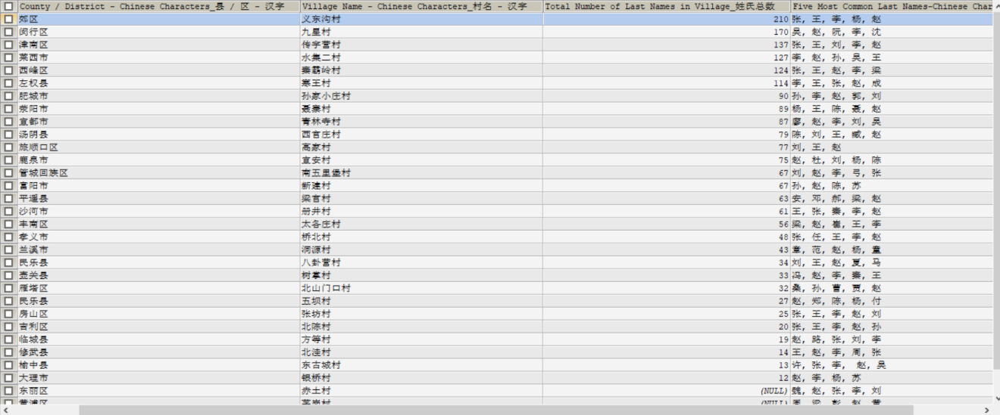 County / District - Chinese Characters_县 / 区 - 汉字 Village Name - Chinese Characters_村名 - 汉字 Total Number of Last Names in Village_姓氏总数 Five Most Common Last Names-Chinese Char
郊区 义东沟村 210 张, 王, 李, 杨, 赵
闵行区 九星村 170 吴, 赵, 阮, 李, 沈
津南区 传字营村 137 张, 王, 刘, 李, 赵
莱西市 水集二村 127 李, 赵, 孙, 吴, 王
西峰区 秦霸岭村 124 张, 王, 赵, 李, 梁
左权县 寒王村 114 李, 王, 张, 赵, 成
肥城市 孙家小庄村 90 孙, 李, 赵, 郭, 刘
荥阳市 聂寨村 89 杨, 王, 陈, 聂, 赵
宜都市 青林寺村 87 廖, 赵, 李, 刘, 吴
汤阴县 西官庄村 79 陈, 刘, 王, 臧, 赵
旅顺口区 高家村 77 刘, 王, 赵
鹿泉市 宜安村 75 赵, 杜, 刘, 杨, 陈
管城回族区 南五里堡村 67 刘, 赵, 李, 弓, 张
富阳市 新建村 67 孙, 赵, 陈, 苏
平遥县 梁官村 63 安, 邓, 郝, 梁, 赵
沙河市 册井村 61 王, 张, 秦, 李, 赵
丰南区 太各庄村 56 梁, 赵, 崔, 王, 李
孝义市 桥北村 48 张, 任, 王, 李, 赵
兰溪市 洞源村 43 章, 范, 赵, 杨, 童
民乐县 八卦营村 34 刘, 王, 赵, 夏, 马
壶关县 树掌村 33 冯, 赵, 李, 秦, 王
雁塔区 北山门口村 32 桑, 孙, 曹, 贾, 赵
民乐县 五坝村 27 赵, 郑, 陈, 杨, 付
房山区 张坊村 25 张, 王, 李, 赵, 刘
吉利区 北陈村 20 张, 王, 李, 赵, 孙
临城县 方等村 19 赵, 路, 张, 刘, 李
修武县 北洼村 14 王, 赵, 李, 周, 张
榆中县 东古城村 13 许, 张, 李, 赵, 吴
大理市 银桥村 12 赵, 李, 杨, 苏
东丽区 赤土村 (NULL) 魏, 赵, 张, 李, 刘
黄浦区 (NULL) 周, 梁, 彭, 赵, 黄